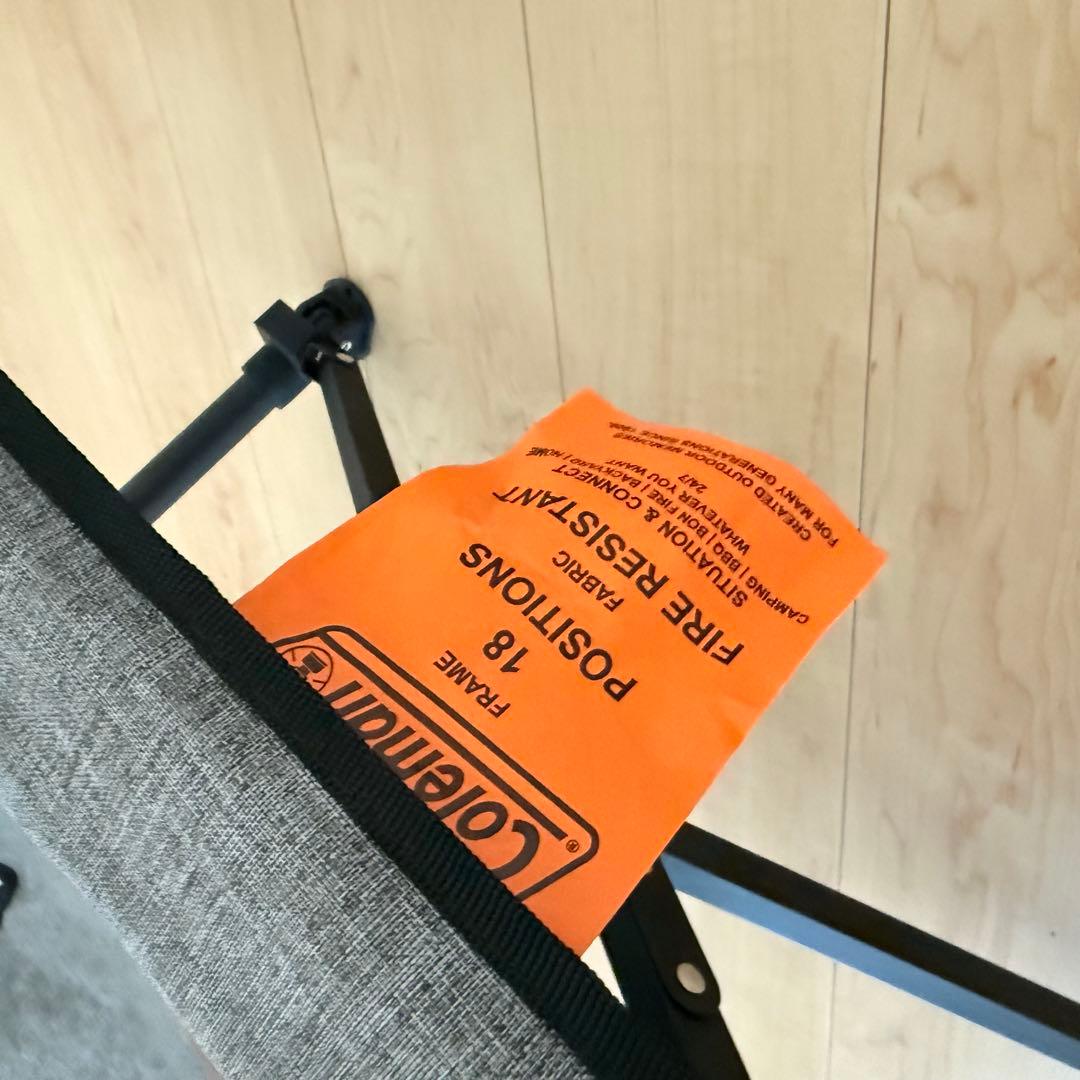 Coleman®
FRAME
18
POSITIONS
FABRIC
FIRE RESISTANT
SITUATION & CONNECT
CAMPING | BBQ | BON FIRE | BACKYARD | HOME
WHATEVER YOU WANT
24/7
CREATED OUTDOOR MEMORIES
FOR MANY GENERATIONS SINCE 1900.